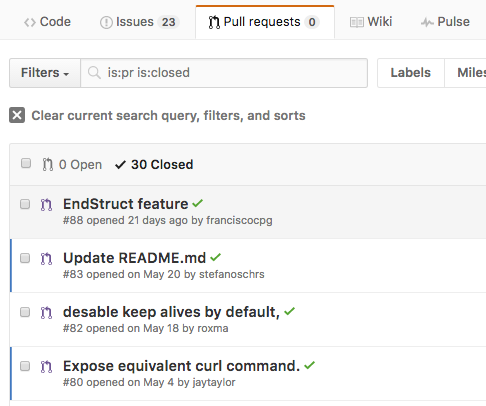 Code Issues 23 Pull requests 0 Wiki Pulse
Filters is:pr is:closed Labels Miles
Clear current search query, filters, and sorts
0 Open 30 Closed
EndStruct feature
#88 opened 21 days ago by franciscocpg
Update README.md
#83 opened on May 20 by stefanoschrs
desable keep alives by default,
#82 opened on May 18 by roxma
Expose equivalent curl command.
#80 opened on May 4 by jaytaylor